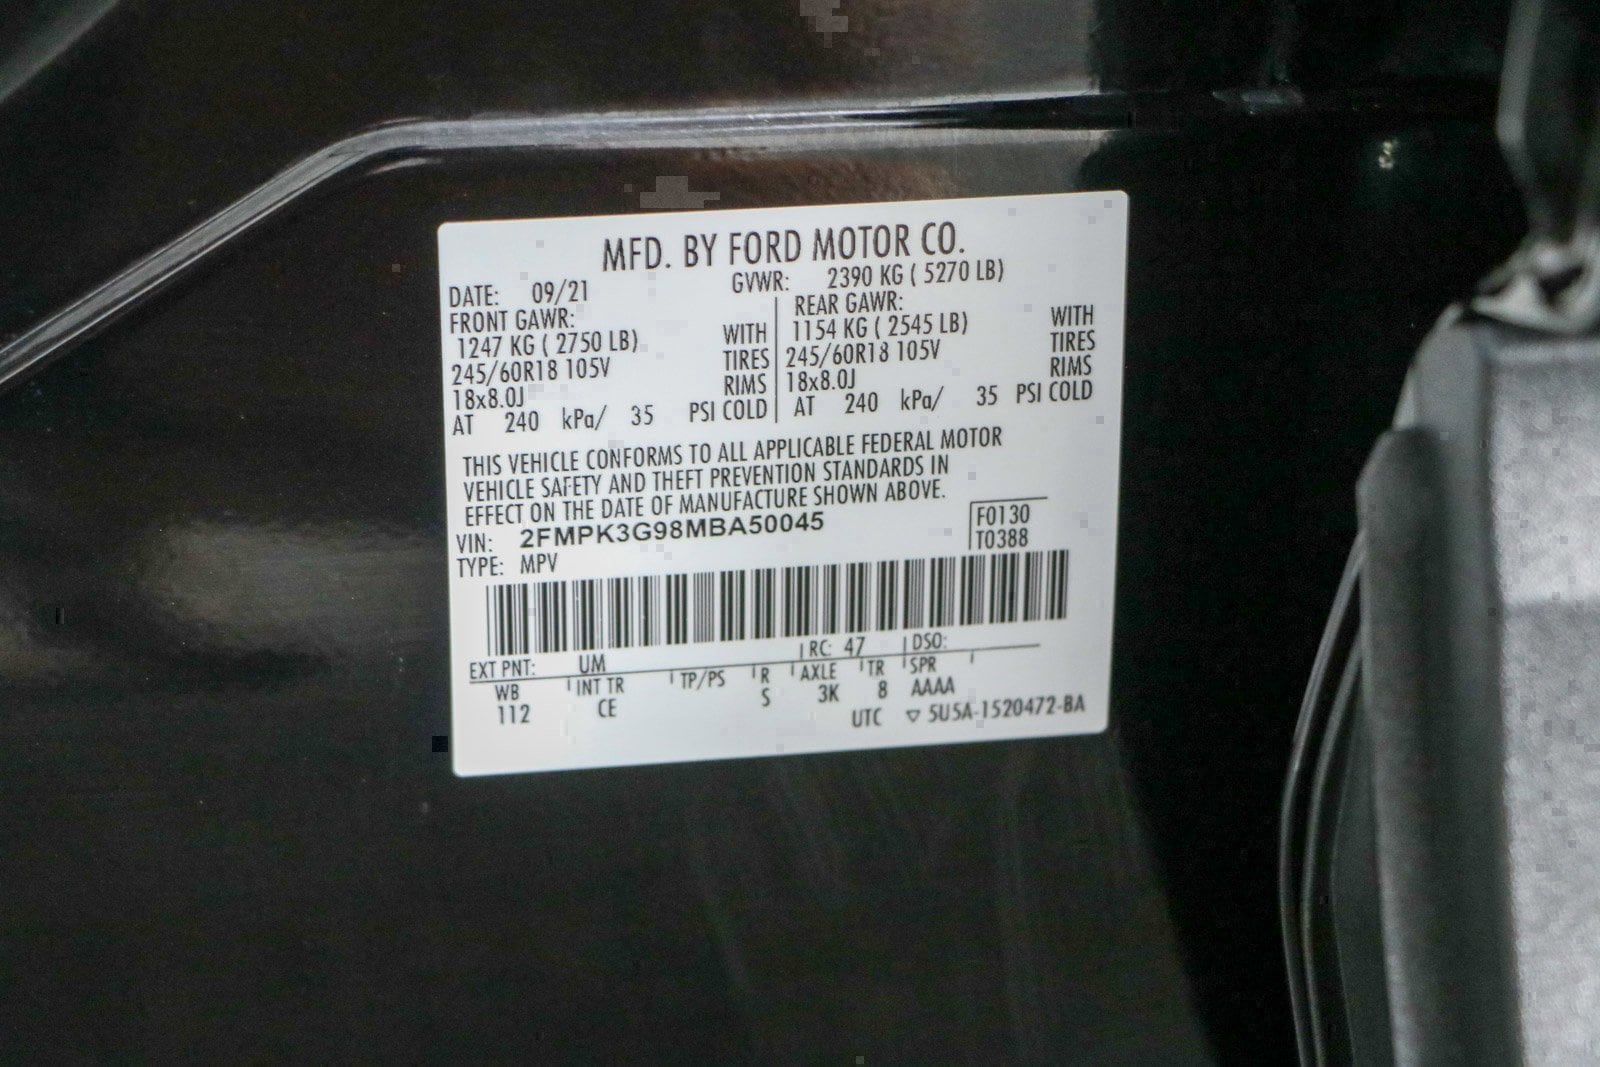 MFD. BY FORD MOTOR CO.
DATE: 09/21 GVWR: 2390 KG ( 5270 LB)
FRONT GAWR: REAR GAWR:
1247 KG ( 2750 LB) WITH 1154 KG ( 2545 LB) WITH
245/60R18 105V TIRES 245/60R18 105V TIRES
18x8.0J RIMS 18x8.0J RIMS
AT 240 kPa/ 35 PSI COLD AT 240 kPa/ 35 PSI COLD
THIS VEHICLE CONFORMS TO ALL APPLICABLE FEDERAL MOTOR
VEHICLE SAFETY AND THEFT PREVENTION STANDARDS IN
EFFECT ON THE DATE OF MANUFACTURE SHOWN ABOVE.
VIN: 2FMPK3G98MBA50045 F0130
TYPE: MPV T0388
EXT PNT: UM RC: 47 DSO:
WB INT TR TP/PS R AXLE TR SPR
112 CE S 3K 8 AAAA
UTC ▽ 5U5A-1520472-BA